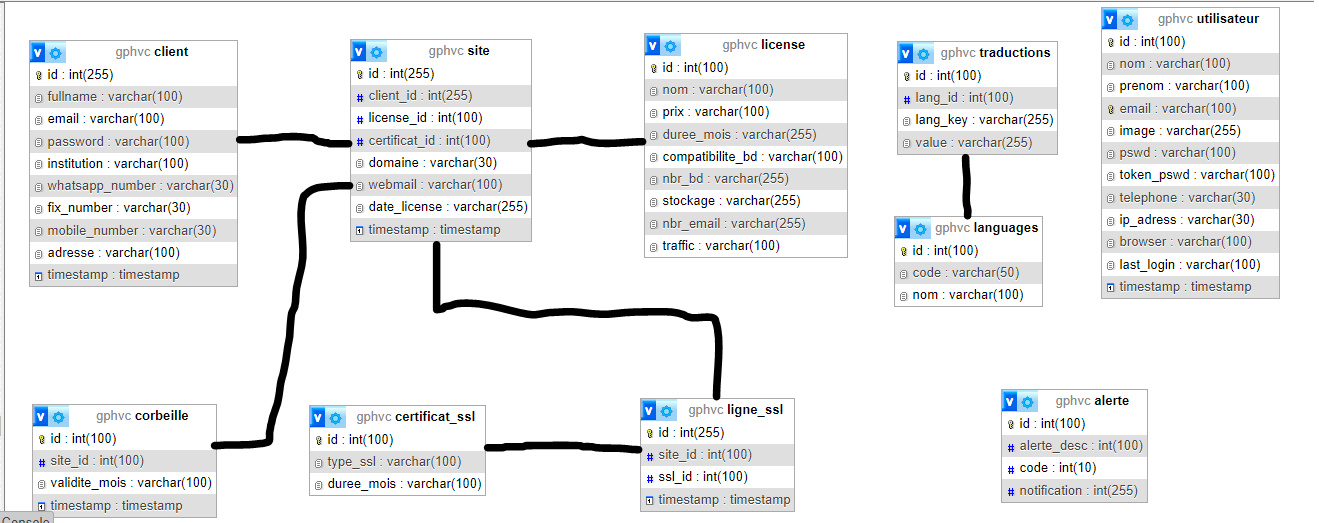 gphvc client
id : int(255)
fullname : varchar(100)
email : varchar(100)
password : varchar(100)
institution : varchar(100)
whatsapp_number : varchar(30)
fix_number : varchar(30)
mobile_number : varchar(30)
adresse : varchar(100)
timestamp : timestamp
gphvc site
id : int(255)
client_id : int(255)
license_id : int(100)
certificat_id : int(100)
domaine : varchar(30)
webmail : varchar(100)
date_license : varchar(255)
timestamp : timestamp
gphvc license
id : int(100)
nom : varchar(100)
prix : varchar(100)
duree_mois : varchar(255)
compatibilite_bd : varchar(100)
nbr_bd : varchar(255)
stockage : varchar(255)
nbr_email : varchar(255)
traffic : varchar(100)
gphvc traductions
id : int(100)
lang_id : int(100)
lang_key : varchar(255)
value : varchar(255)
gphvc languages
id : int(100)
code : varchar(50)
nom : varchar(100)
gphvc utilisateur
id : int(100)
nom : varchar(100)
prenom : varchar(100)
email : varchar(100)
image : varchar(255)
pswd : varchar(100)
token_pswd : varchar(100)
telephone : varchar(30)
ip_adress : varchar(30)
browser : varchar(100)
last_login : varchar(100)
timestamp : timestamp
gphvc corbeille
id : int(100)
site_id : int(100)
validite_mois : varchar(100)
timestamp : timestamp
gphvc certificat_ssl
id : int(100)
type_ssl : varchar(100)
duree_mois : varchar(100)
gphvc ligne_ssl
id : int(255)
site_id : int(100)
ssl_id : int(100)
timestamp : timestamp
gphvc alerte
id : int(100)
alerte_desc : int(100)
code : int(10)
notification : int(255)
Console